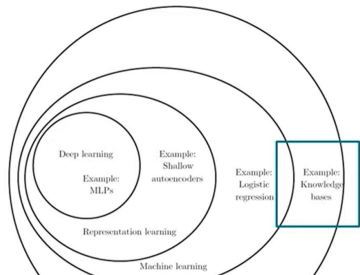 Deep learning
Example:
MLPs
Example:
Shallow
autoencoders
Example:
Logistic
regression
Example:
Knowledge
bases
Representation learning
Machine learning